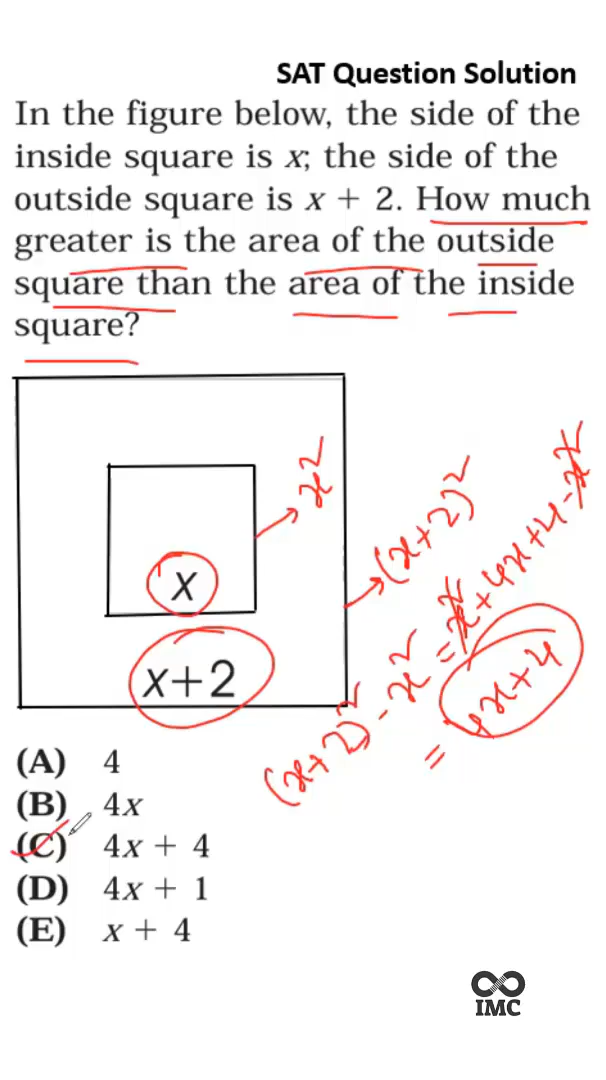 SAT Question Solution
In the figure below, the side of the
inside square is x; the side of the
outside square is x + 2. How much
greater is the area of the outside
square than the area of the inside
square?
x²
(x+2)²
x
x+2
(x+2)² - x² = x² + 4x + 4 - x²
= 4x + 4
(A) 4
(B) 4x
(C) 4x + 4
(D) 4x + 1
(E) x + 4
IMC